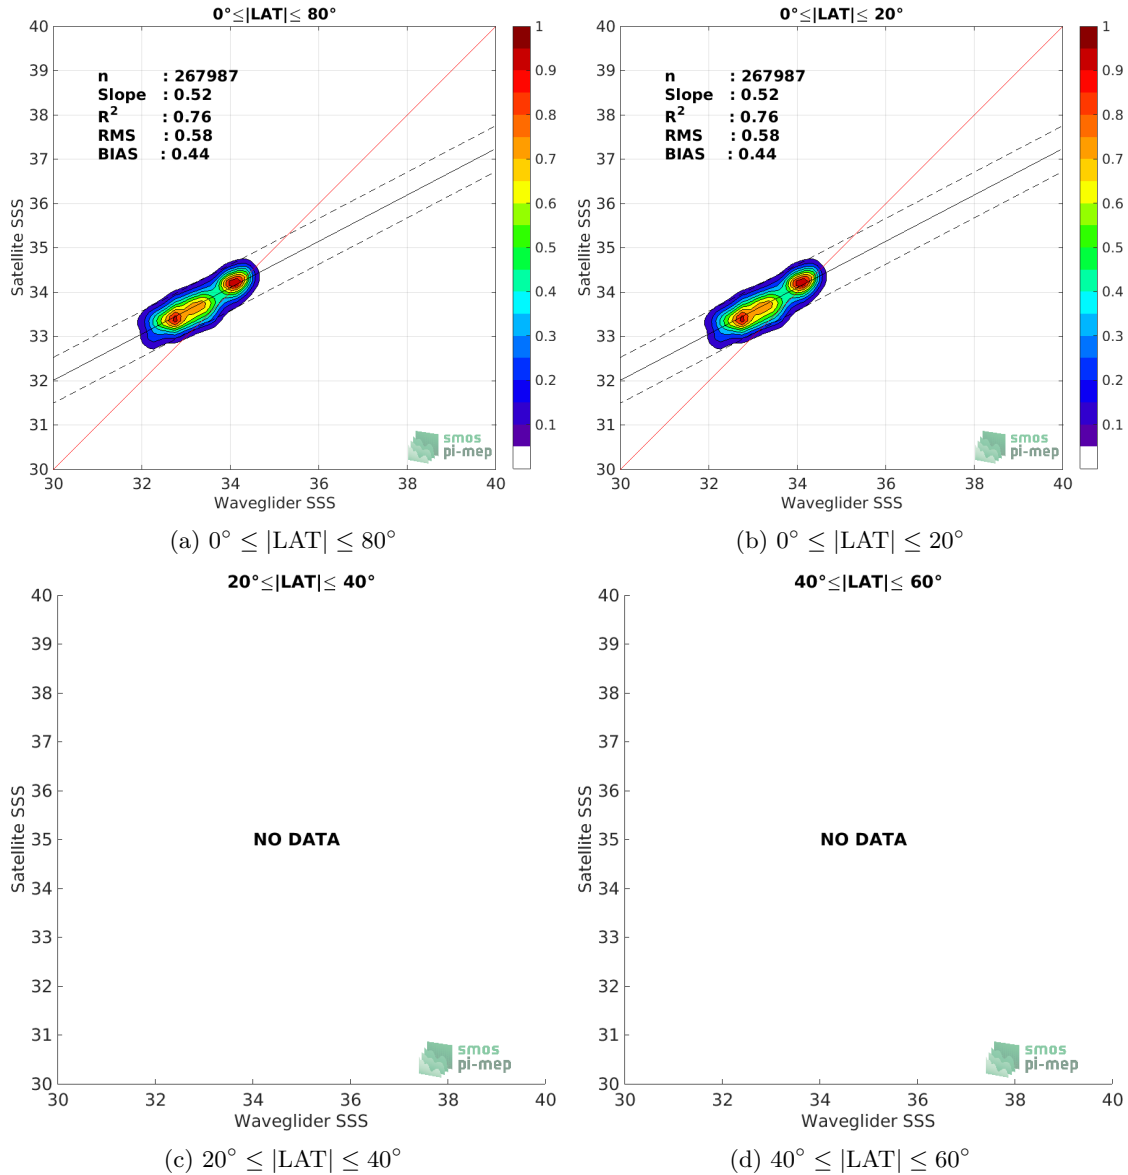 0°≤|LAT|≤ 80°
40
39
38
37
36
35
34
33
32
31
30
Satellite SSS
n : 267987
Slope : 0.52
R² : 0.76
RMS : 0.58
BIAS : 0.44
1
0.9
0.8
0.7
0.6
0.5
0.4
0.3
0.2
0.1
smos
pi-mep
30 32 34 36 38 40
Waveglider SSS
(a) 0° ≤ |LAT| ≤ 80°
0°≤|LAT|≤ 20°
40
39
38
37
36
35
34
33
32
31
30
Satellite SSS
n : 267987
Slope : 0.52
R² : 0.76
RMS : 0.58
BIAS : 0.44
1
0.9
0.8
0.7
0.6
0.5
0.4
0.3
0.2
0.1
smos
pi-mep
30 32 34 36 38 40
Waveglider SSS
(b) 0° ≤ |LAT| ≤ 20°
20°≤|LAT|≤ 40°
40
39
38
37
36
35
34
33
32
31
30
Satellite SSS
NO DATA
smos
pi-mep
30 32 34 36 38 40
Waveglider SSS
(c) 20° ≤ |LAT| ≤ 40°
40°≤|LAT|≤ 60°
40
39
38
37
36
35
34
33
32
31
30
Satellite SSS
NO DATA
smos
pi-mep
30 32 34 36 38 40
Waveglider SSS
(d) 40° ≤ |LAT| ≤ 60°